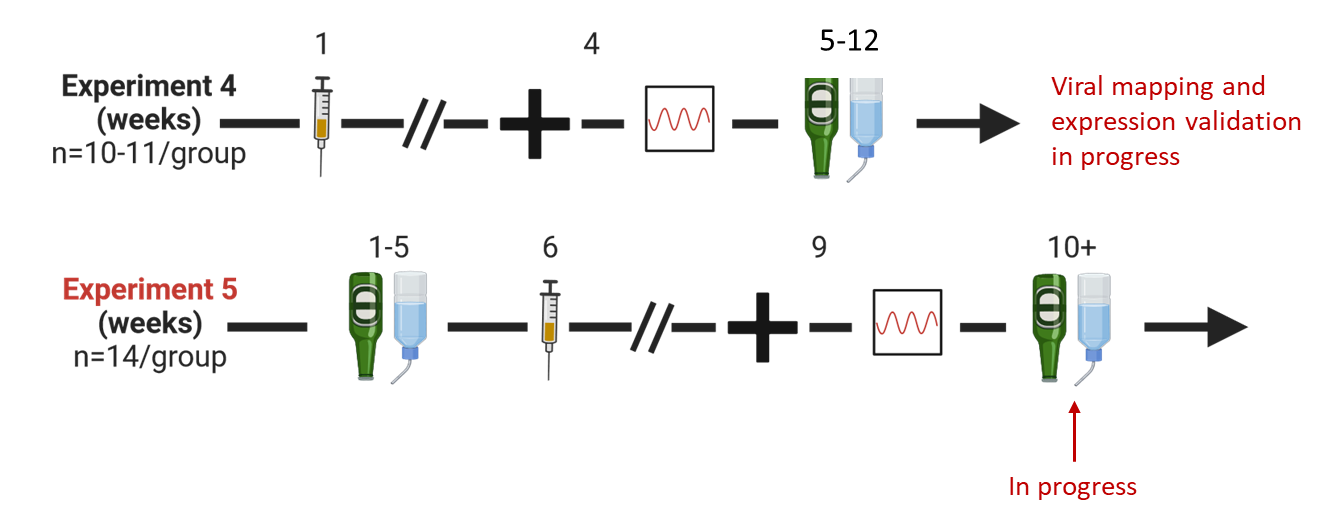 1
4
5-12
Experiment 4
(weeks)
n=10-11/group
Viral mapping and
expression validation
in progress
1-5
6
9
10+
Experiment 5
(weeks)
n=14/group
In progress